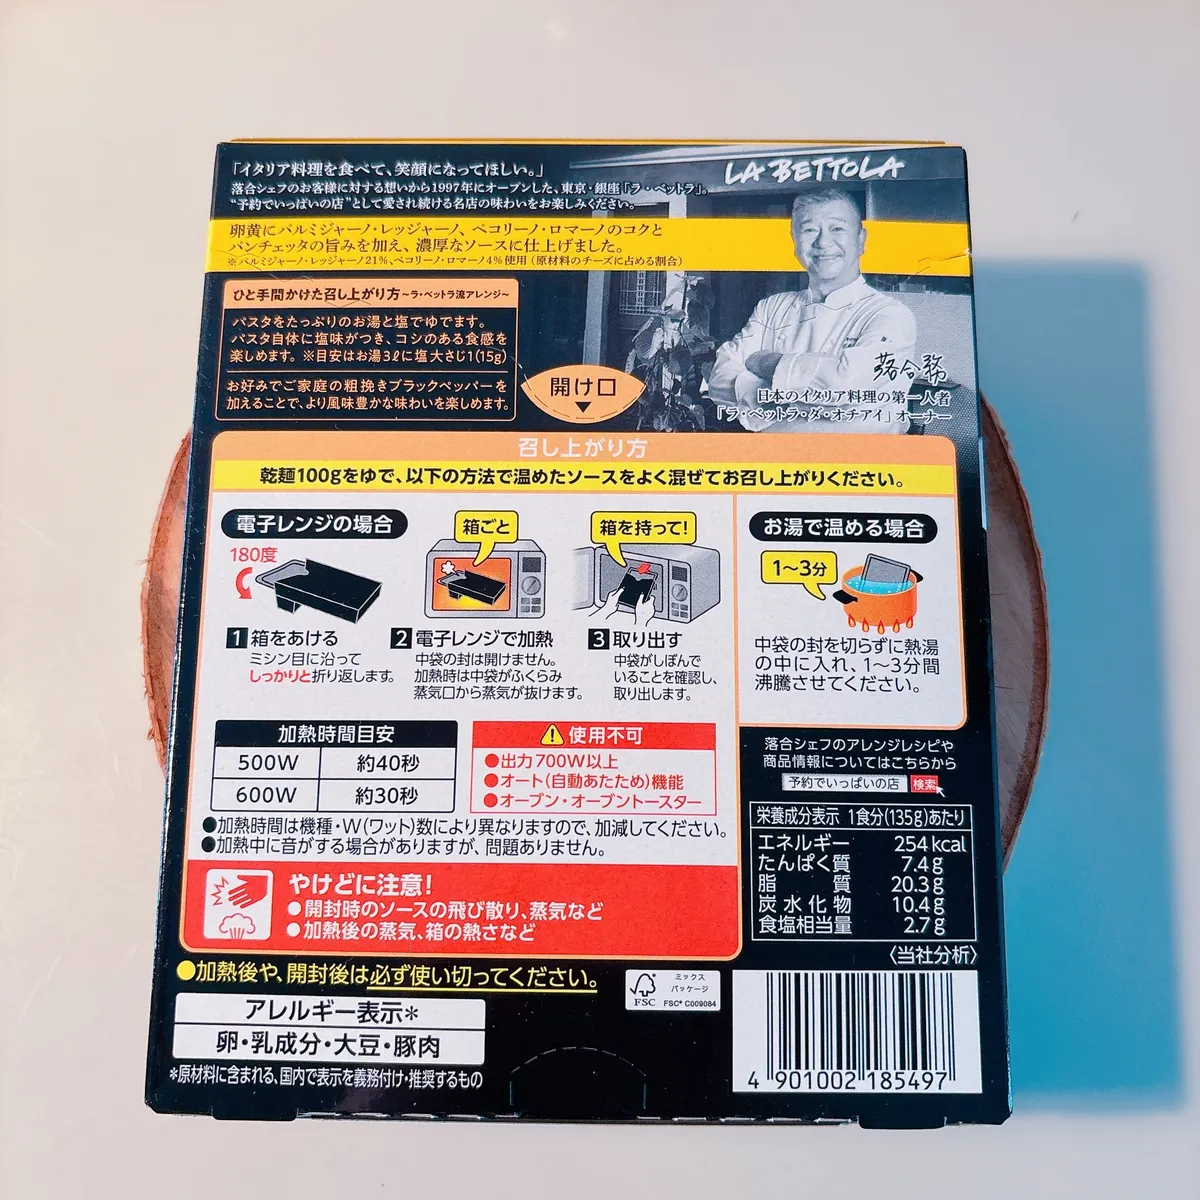 「イタリア料理を食べて、笑顔になってほしい。」
落合シェフのお客様に対する想いから1997年にオープンした、東京・銀座「ラ・ベットラ」。
“予約でいっぱいの店”として愛され続ける名店の味わいをお楽しみください。
LA BETTOLA
卵黄にパルミジャーノ・レッジャーノ、ペコリーノ・ロマーノのコクと
パンチェッタの旨みを加え、濃厚なソースに仕上げました。
※パルミジャーノ・レッジャーノ21%、ペコリーノ・ロマーノ4%使用(原材料のチーズに占める割合)
ひと手間かけた召し上がり方～ラ・ベットラ流アレンジ～
パスタをたっぷりのお湯と塩でゆでます。
パスタ自体に塩味がつき、コシのある食感を
楽しめます。※目安はお湯3ℓに塩大さじ1(15g)
お好みでご家庭の粗挽きブラックペッパーを
加えることで、より風味豊かな味わいを楽しめます。
開け口
落合務
日本のイタリア料理の第一人者
「ラ・ベットラ・ダ・オチアイ」オーナー
召し上がり方
乾麺100gをゆで、以下の方法で温めたソースをよく混ぜてお召し上がりください。
電子レンジの場合
180度
1 箱をあける
ミシン目に沿って
しっかりと折り返します。
箱ごと
2 電子レンジで加熱
中袋の封は開けません。
加熱時は中袋がふくらみ
蒸気口から蒸気が抜けます。
箱を持って!
3 取り出す
中袋がしぼんで
いることを確認し、
取り出します。
お湯で温める場合
1～3分
中袋の封を切らずに熱湯
の中に入れ、1～3分間
沸騰させてください。
加熱時間目安
500W 約40秒
600W 約30秒
使用不可
●出力700W以上
●オート(自動あたため)機能
●オーブン・オーブントースター
●加熱時間は機種・W(ワット)数により異なりますので、加減してください。
●加熱中に音がする場合がありますが、問題ありません。
やけどに注意!
●開封時のソースの飛び散り、蒸気など
●加熱後の蒸気、箱の熱さなど
落合シェフのアレンジレシピや
商品情報についてはこちらから
予約でいっぱいの店 検索
栄養成分表示 1食分(135g)あたり
エネルギー 254kcal
たんぱく質 7.4g
脂質 20.3g
炭水化物 10.4g
食塩相当量 2.7g
〈当社分析〉
●加熱後や、開封後は必ず使い切ってください。
FSC
ミックス
パッケージ
FSC® C009084
アレルギー表示*
卵・乳成分・大豆・豚肉
*原材料に含まれる、国内で表示を義務付け・推奨するもの
4 901002 185497